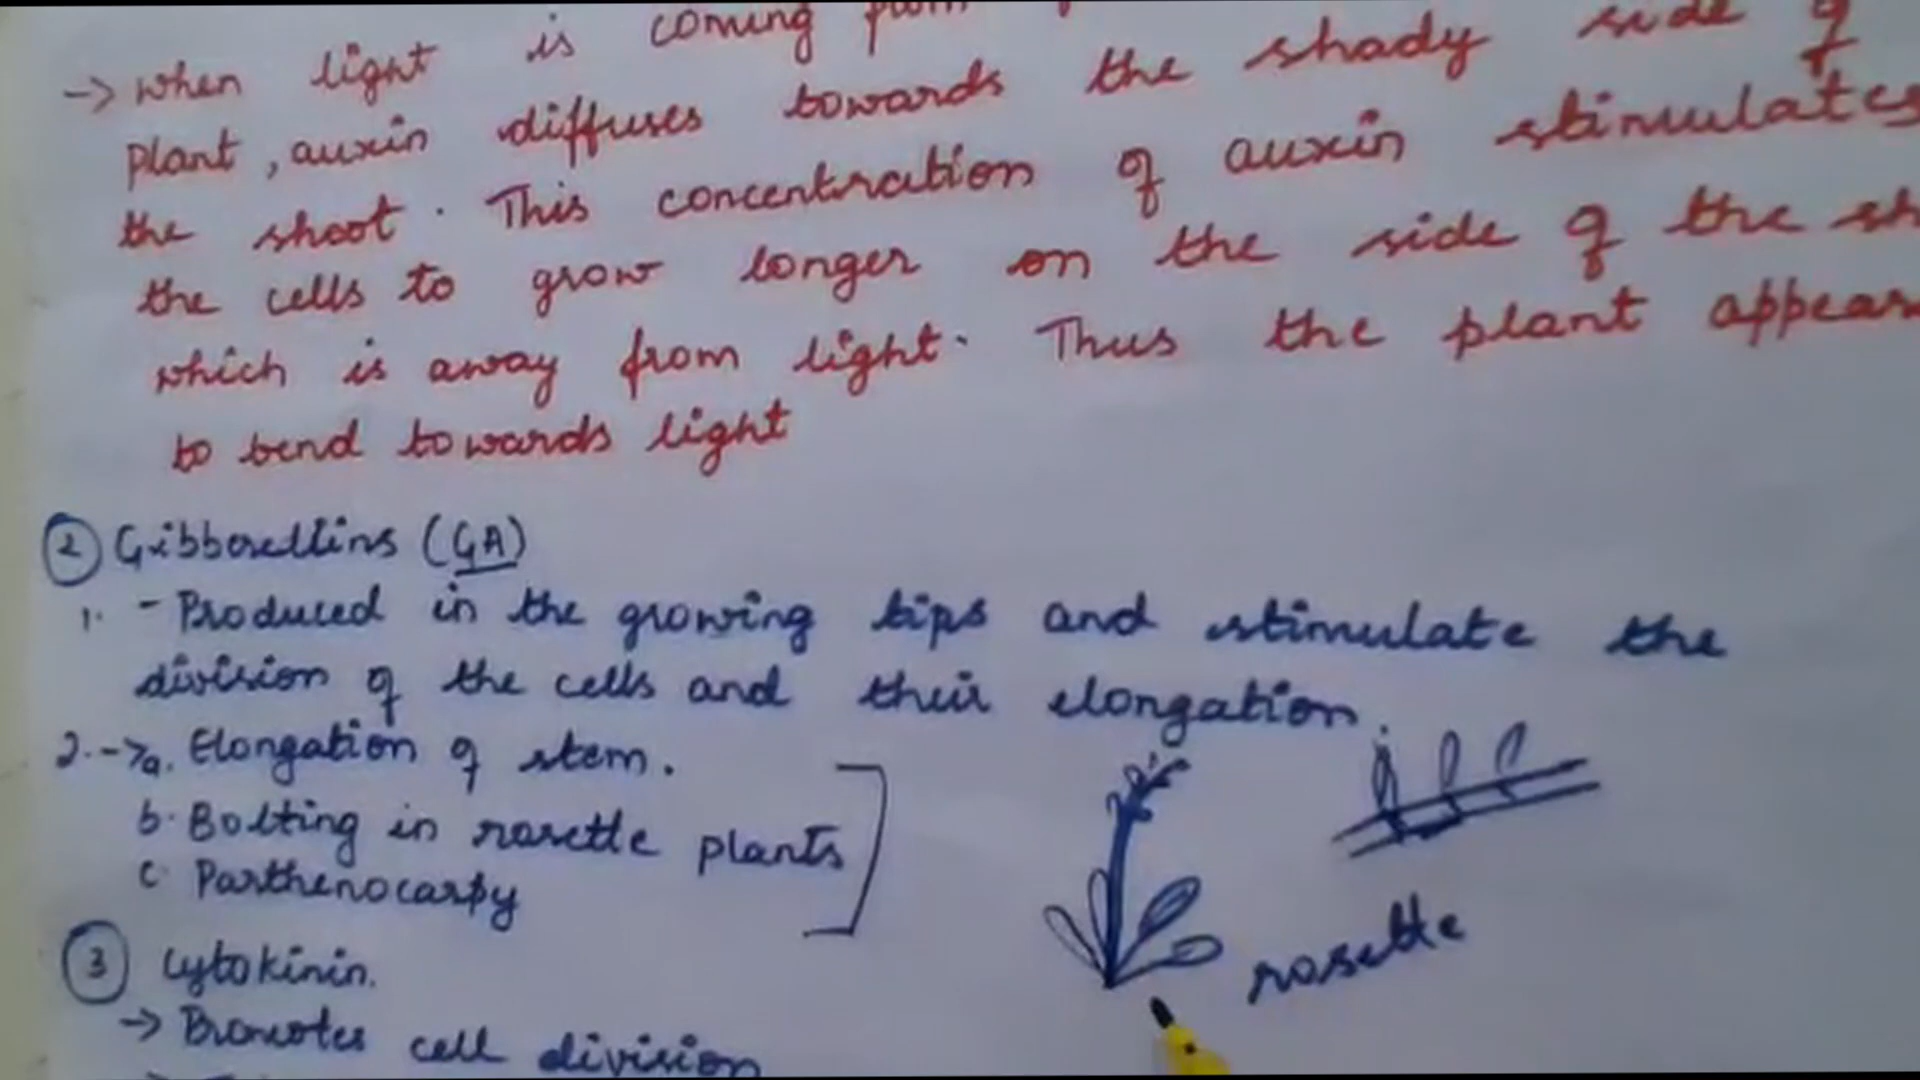 → when light is coming from
plant, auxin diffuses towards the shady side of
the shoot. This concentration of auxin stimulates
the cells to grow longer on the side of the sh
which is away from light. Thus the plant appear
to bend towards light
② Gibberellins (GA)
1. - Produced in the growing tips and stimulate the
division of the cells and their elongation.
2. → a. Elongation of stem.
b. Bolting in rosette plants
c. Parthenocarpy
rosette
③ Cytokinin.
→ Promotes cell division